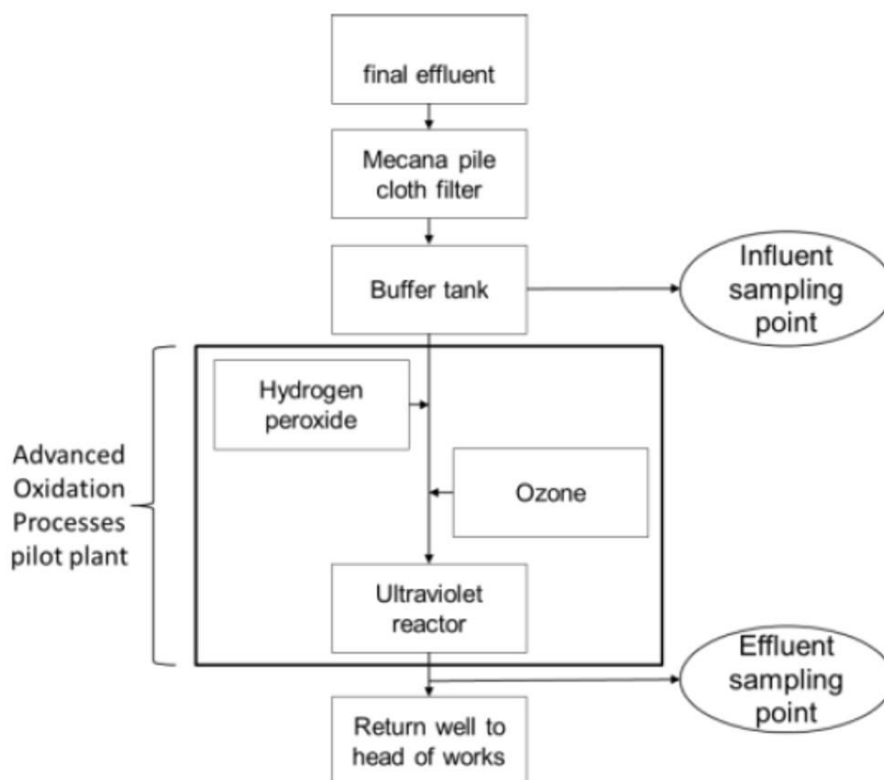 final effluent
Mecana pile
cloth filter
Buffer tank
Influent
sampling
point
Hydrogen
peroxide
Advanced
Oxidation
Processes
pilot plant
Ozone
Ultraviolet
reactor
Effluent
sampling
point
Return well to
head of works